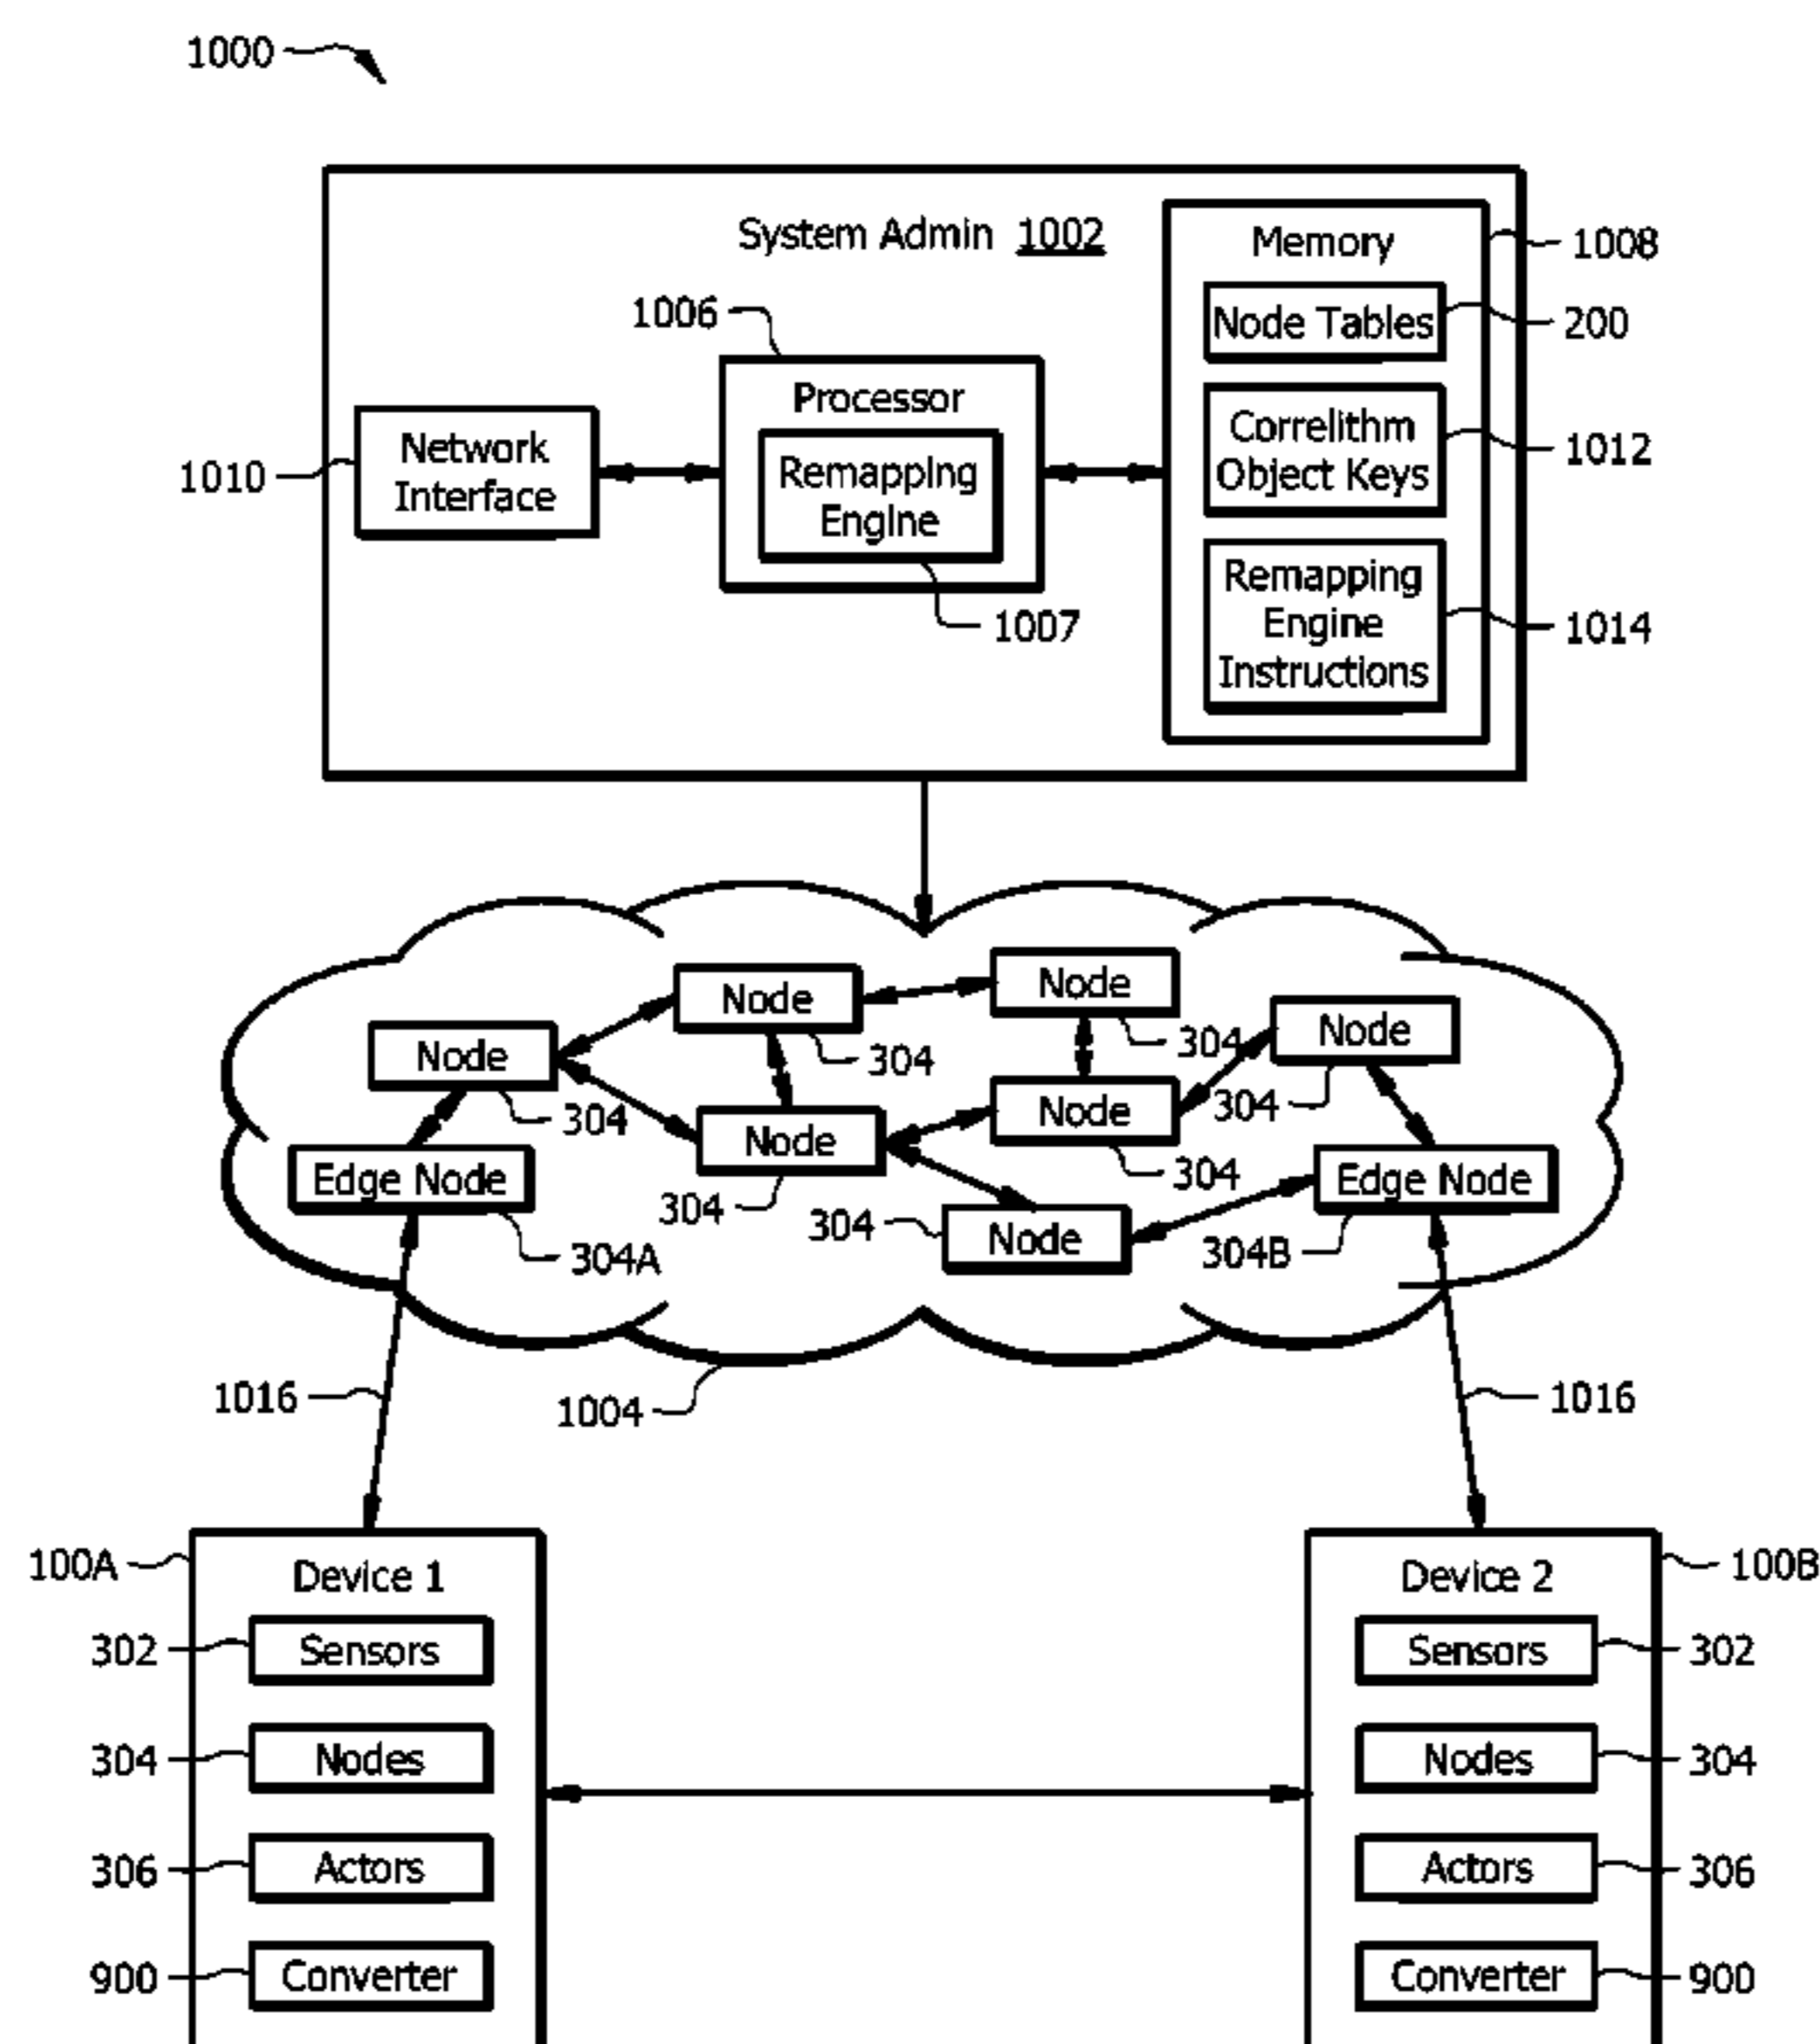 1000
System Admin 1002
Memory
1008
Node Tables
200
1006
Processor
Correlithm
Object Keys
1012
Network
Interface
1010
Remapping
Engine
1007
Remapping
Engine
Instructions
1014
Node
304
Node
304
Node
304
Node
304
Node
304
Node
304
Edge Node
304A
Node
304
Edge Node
304B
1016
1004
1016
100A
Device 1
302
Sensors
304
Nodes
306
Actors
900
Converter
Device 2
100B
Sensors
302
Nodes
304
Actors
306
Converter
900